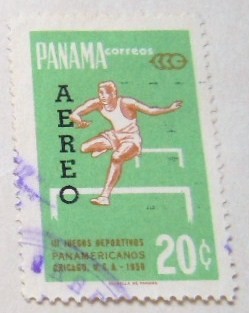 PANAMA correos
AEREO
III JUEGOS DEPORTIVOS
PANAMERICANOS
CHICAGO, U.S.A - 1959
20¢